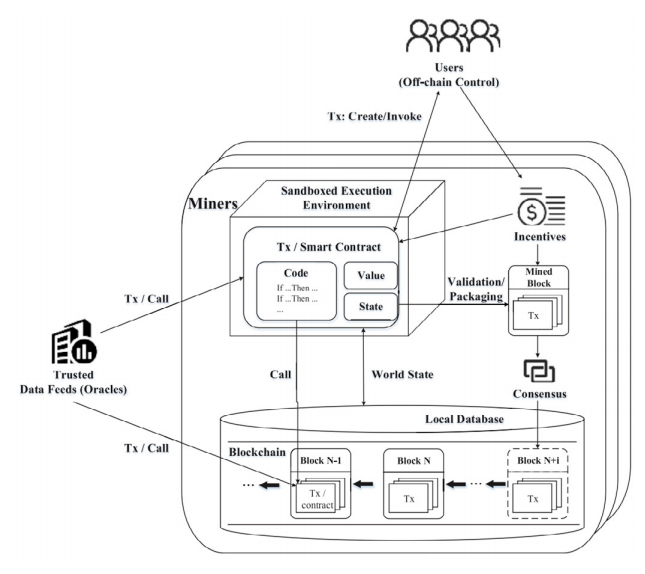 Users
(Off-chain Control)
Tx: Create/Invoke
Miners
Sandboxed Execution
Environment
Tx / Smart Contract
Code
If ...Then ...
If ...Then ...
...
Value
State
$
Incentives
Validation/
Packaging
Mined
Block
Tx
Tx / Call
Trusted
Data Feeds (Oracles)
Call
World State
Consensus
Tx / Call
Local Database
Blockchain
Block N-1
Block N
Block N+i
...
Tx /
contract
Tx
...
Tx